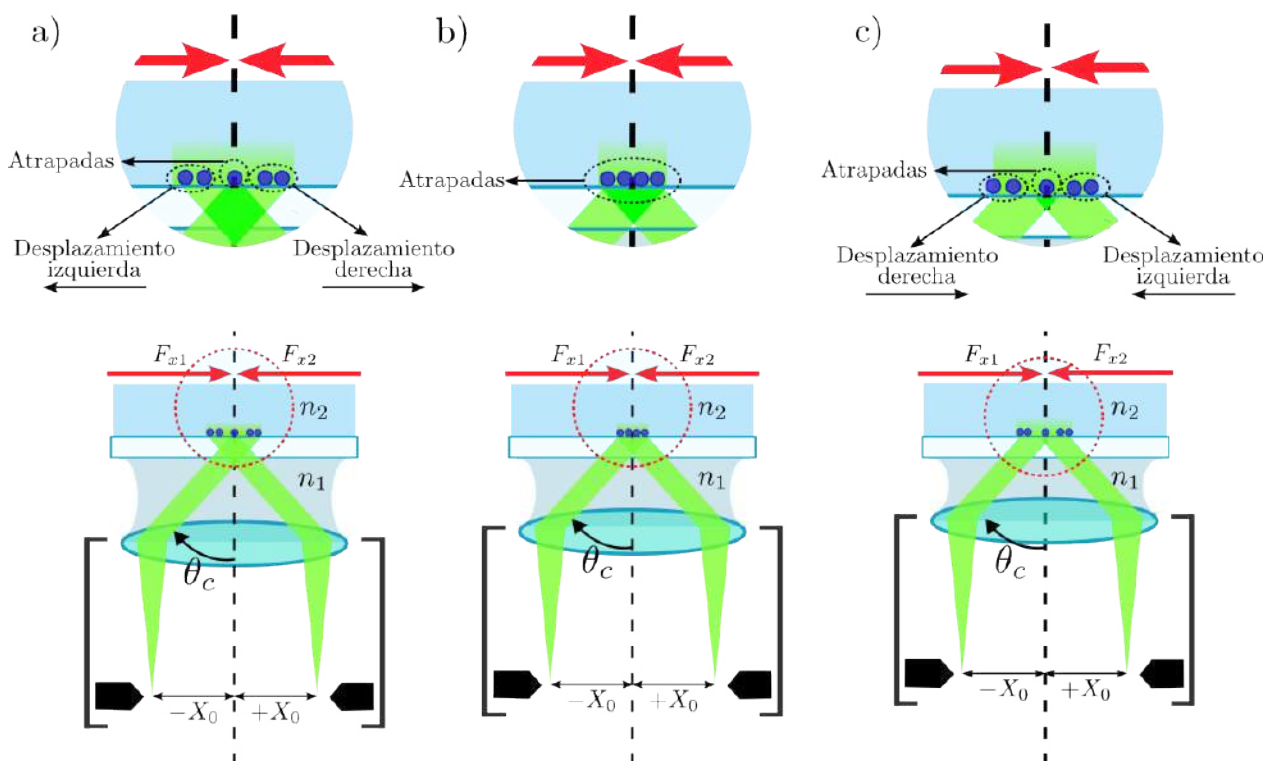 a)
Atrapadas
Desplazamiento
izquierda
Desplazamiento
derecha
b)
Atrapadas
c)
Atrapadas
Desplazamiento
derecha
Desplazamiento
izquierda
F_{x1} F_{x2}
n_2
n_1
θ_c
−X_0 +X_0
F_{x1} F_{x2}
n_2
n_1
θ_c
−X_0 +X_0
F_{x1} F_{x2}
n_2
n_1
θ_c
−X_0 +X_0